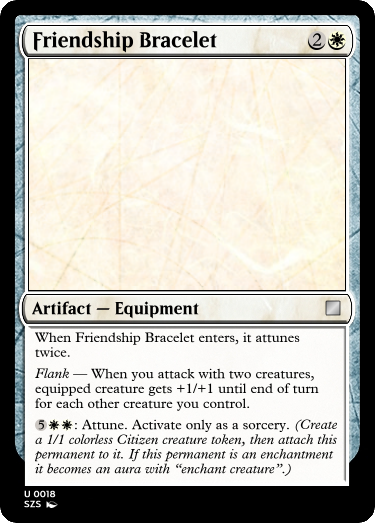 Friendship Bracelet 2
Artifact — Equipment
When Friendship Bracelet enters, it attunes
twice.
Flank — When you attack with two creatures,
equipped creature gets +1/+1 until end of turn
for each other creature you control.
5: Attune. Activate only as a sorcery. (Create
a 1/1 colorless Citizen creature token, then attach this
permanent to it. If this permanent is an enchantment
it becomes an aura with “enchant creature”.)
U 0018
SZS